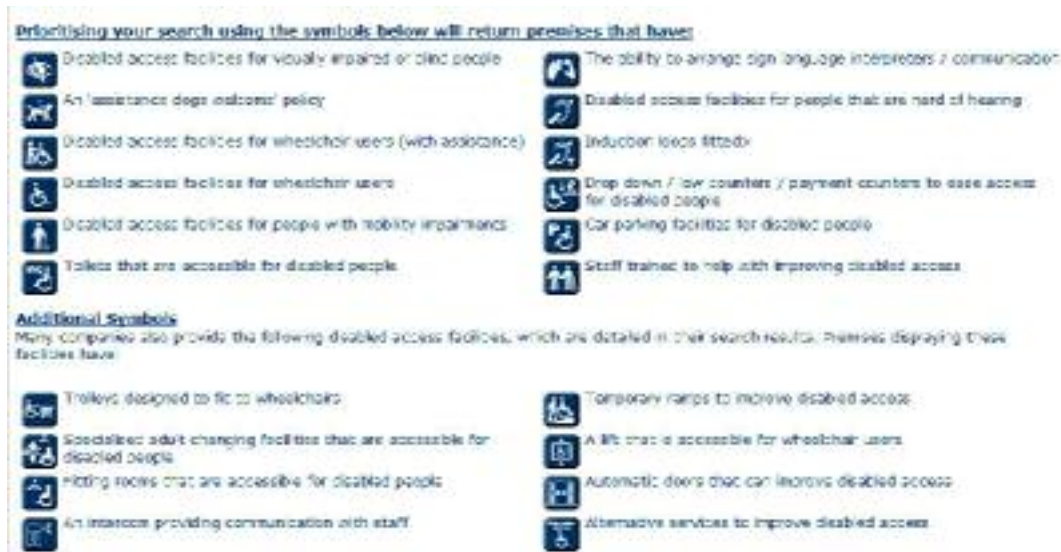 Prioritising your search using the symbols below will return premises that have:
Disabled access facilities for visually impaired or blind people
An 'assistance dogs welcome' policy
Disabled access facilities for wheelchair users (with assistance)
Disabled access facilities for wheelchair users
Disabled access facilities for people with mobility impairments
Toilets that are accessible for disabled people
The ability to arrange sign language interpreters / communication
Disabled access facilities for people that are hard of hearing
Induction loops fitted
Drop down / low counters / payment counters to ease access
for disabled people
Car parking facilities for disabled people
Staff trained to help with improving disabled access
Additional Symbols
Many companies also provide the following disabled access facilities, which are detailed in their search results. Premises displaying these
facilities have:
Trolleys designed to fit to wheelchairs
Specialised adult changing facilities that are accessible for
disabled people
Fitting rooms that are accessible for disabled people
An intercom providing communication with staff
Temporary ramps to improve disabled access
A lift that is accessible for wheelchair users
Automatic doors that can improve disabled access
Alternative services to improve disabled access